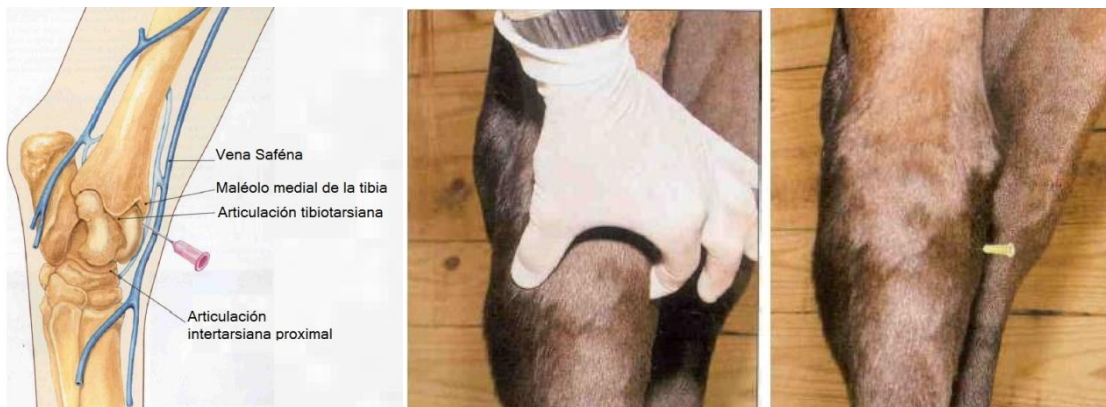 Vena Saféna
Maléolo medial de la tibia
Articulación tibiotarsiana
Articulación
intertarsiana proximal